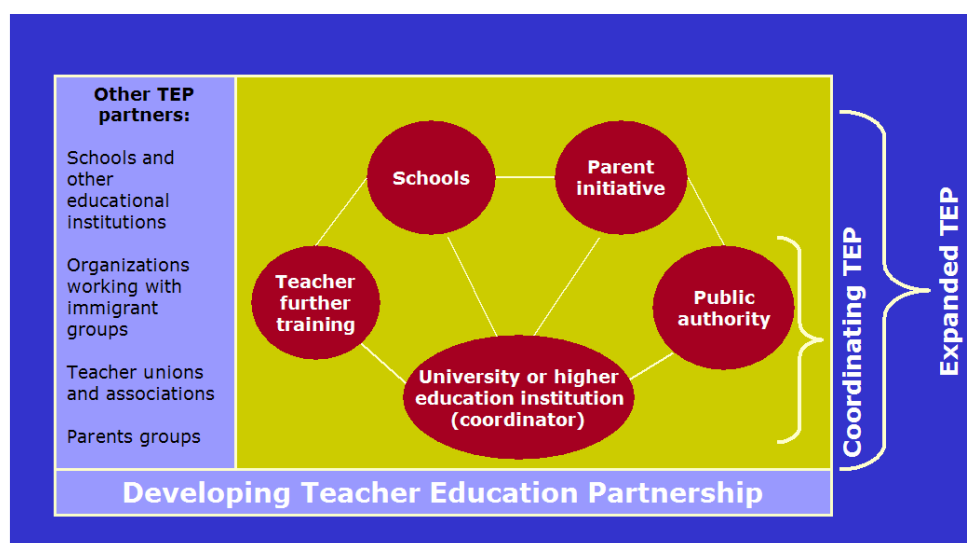 Other TEP
partners:
Schools and
other
educational
institutions
Organizations
working with
immigrant
groups
Teacher unions
and associations
Parents groups
Schools
Parent
initiative
Teacher
further
training
Public
authority
University or higher
education institution
(coordinator)
Coordinating TEP
Expanded TEP
Developing Teacher Education Partnership